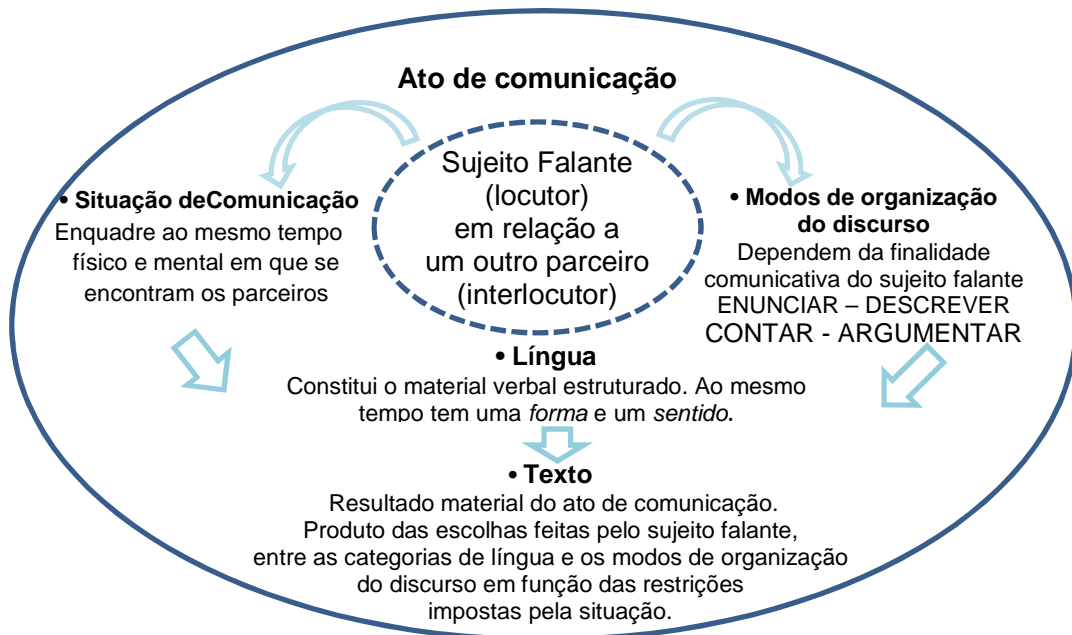 Ato de comunicação
Sujeito Falante
(locutor)
em relação a
um outro parceiro
(interlocutor)
• Situação deComunicação
Enquadre ao mesmo tempo
físico e mental em que se
encontram os parceiros
• Modos de organização
do discurso
Dependem da finalidade
comunicativa do sujeito falante
ENUNCIAR – DESCREVER
CONTAR - ARGUMENTAR
• Língua
Constitui o material verbal estruturado. Ao mesmo
tempo tem uma forma e um sentido.
• Texto
Resultado material do ato de comunicação.
Produto das escolhas feitas pelo sujeito falante,
entre as categorias de língua e os modos de organização
do discurso em função das restrições
impostas pela situação.